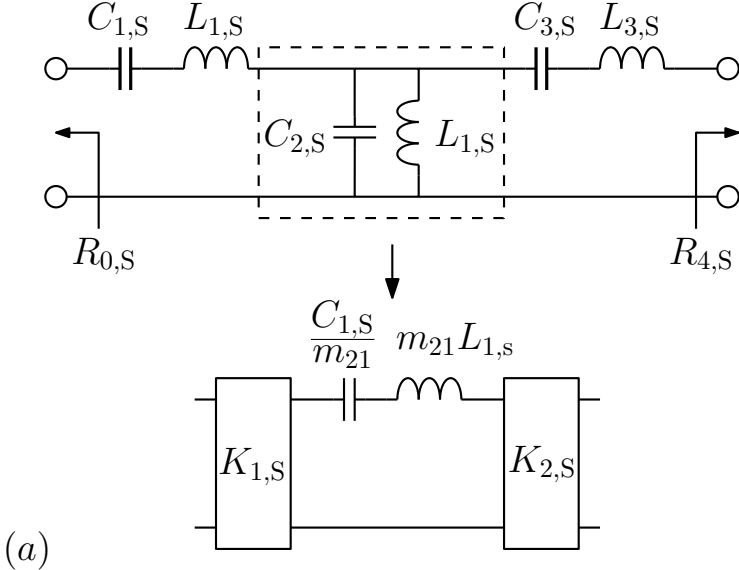 C1,S L1,S C3,S L3,S
C2,S L1,S
R0,S R4,S
C1,S/m21 m21L1,s
K1,S K2,S
(a)